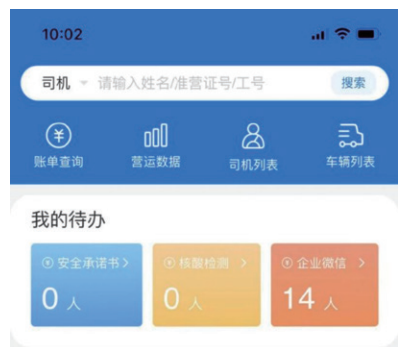 10:02
司机 请输入姓名/准营证号/工号 搜索
账单查询 营运数据 司机列表 车辆列表
我的待办
安全承诺书> 核酸检测 > 企业微信 >
0人 0人 14人